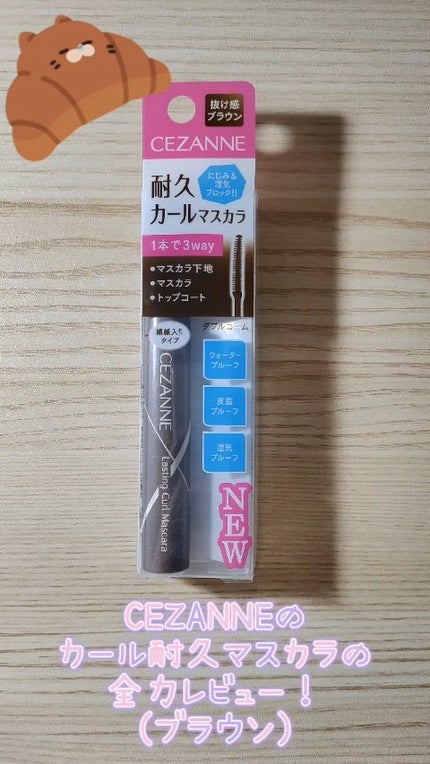 抜け感
ブラウン
CEZANNE
耐久
カールマスカラ
にじみ&
湿気
ブロック!!
1本で3way
•マスカラ下地
•マスカラ
•トップコート
ダブルコーム
繊維入り
タイプ
ウォーター
プルーフ
皮脂
プルーフ
湿気
プルーフ
CEZANNE
Lasting Curl Mascara
NEW
CEZANNEの
カール耐久マスカラの
全力レビュー!
(ブラウン)